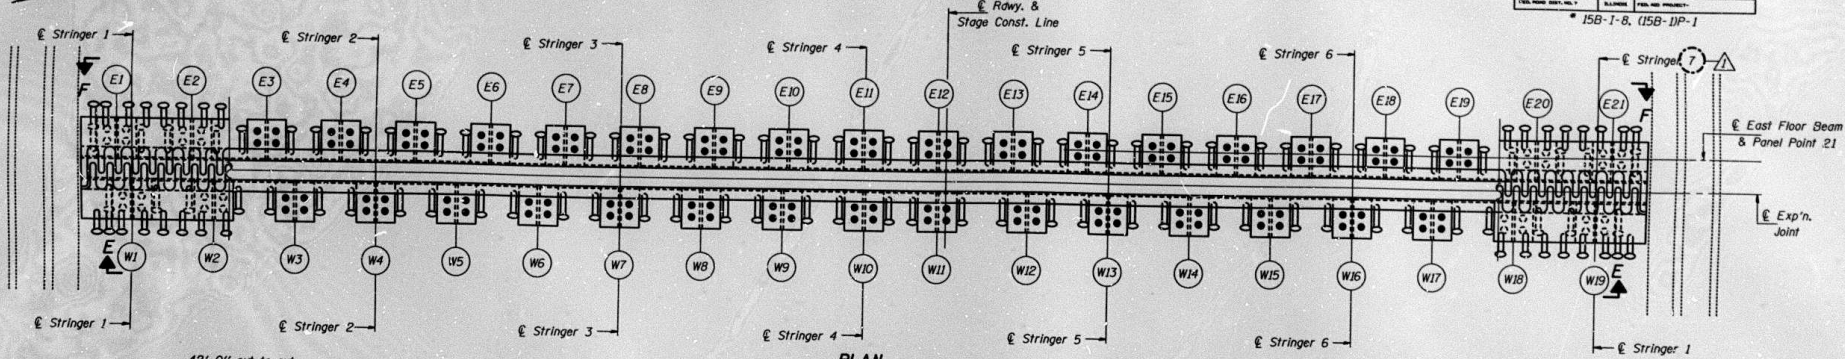 ℄ Rdwy. &
Stage Const. Line
ILLINOIS
* 15B-I-8, (15B-1)P-1
℄ Stringer 1
℄ Stringer 2
℄ Stringer 3
℄ Stringer 4
℄ Stringer 5
℄ Stringer 6
℄ Stringer 7 1
F
E1 E2 E3 E4 E5 E6 E7 E8 E9 E10 E11 E12 E13 E14 E15 E16 E17 E18 E19 E20 E21
F
℄ East Floor Beam
& Panel Point 21
℄ Exp'n.
Joint
E
W1 W2 W3 W4 W5 W6 W7 W8 W9 W10 W11 W12 W13 W14 W15 W16 W17 W18 W19
E
℄ Stringer 1
℄ Stringer 2
℄ Stringer 3
℄ Stringer 4
℄ Stringer 5
℄ Stringer 6
℄ Stringer 1
PLAN